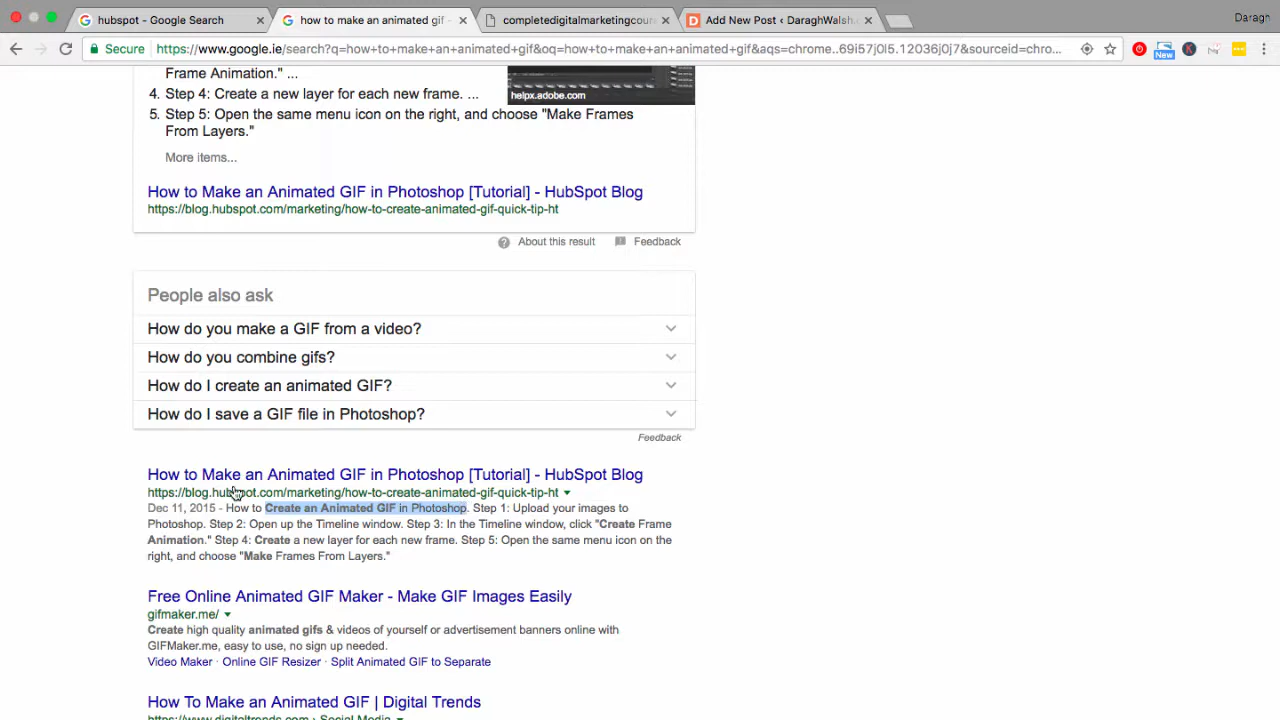 hubspot - Google Search
how to make an animated gif -
completedigitalmarketingcour
Add New Post ‹ DaraghWalsh.c
Daragh
Secure
https://www.google.ie/search?q=how+to+make+an+animated+gif&oq=how+to+make+an+animated+gif&aqs=chrome..69i57j0l5.12036j0j7&sourceid=chro...
New
Frame Animation." ...
4. Step 4: Create a new layer for each new frame. ...
helpx.adobe.com
5. Step 5: Open the same menu icon on the right, and choose "Make Frames
From Layers."
More items...
How to Make an Animated GIF in Photoshop [Tutorial] - HubSpot Blog
https://blog.hubspot.com/marketing/how-to-create-animated-gif-quick-tip-ht
About this result
Feedback
People also ask
How do you make a GIF from a video?
How do you combine gifs?
How do I create an animated GIF?
How do I save a GIF file in Photoshop?
Feedback
How to Make an Animated GIF in Photoshop [Tutorial] - HubSpot Blog
https://blog.hubspot.com/marketing/how-to-create-animated-gif-quick-tip-ht
Dec 11, 2015 - How to Create an Animated GIF in Photoshop. Step 1: Upload your images to
Photoshop. Step 2: Open up the Timeline window. Step 3: In the Timeline window, click "Create Frame
Animation." Step 4: Create a new layer for each new frame. Step 5: Open the same menu icon on the
right, and choose "Make Frames From Layers."
Free Online Animated GIF Maker - Make GIF Images Easily
gifmaker.me/
Create high quality animated gifs & videos of yourself or advertisement banners online with
GIFMaker.me, easy to use, no sign up needed.
Video Maker · Online GIF Resizer · Split Animated GIF to Separate
How To Make an Animated GIF | Digital Trends
https://www.digitaltrends.com › Social Media